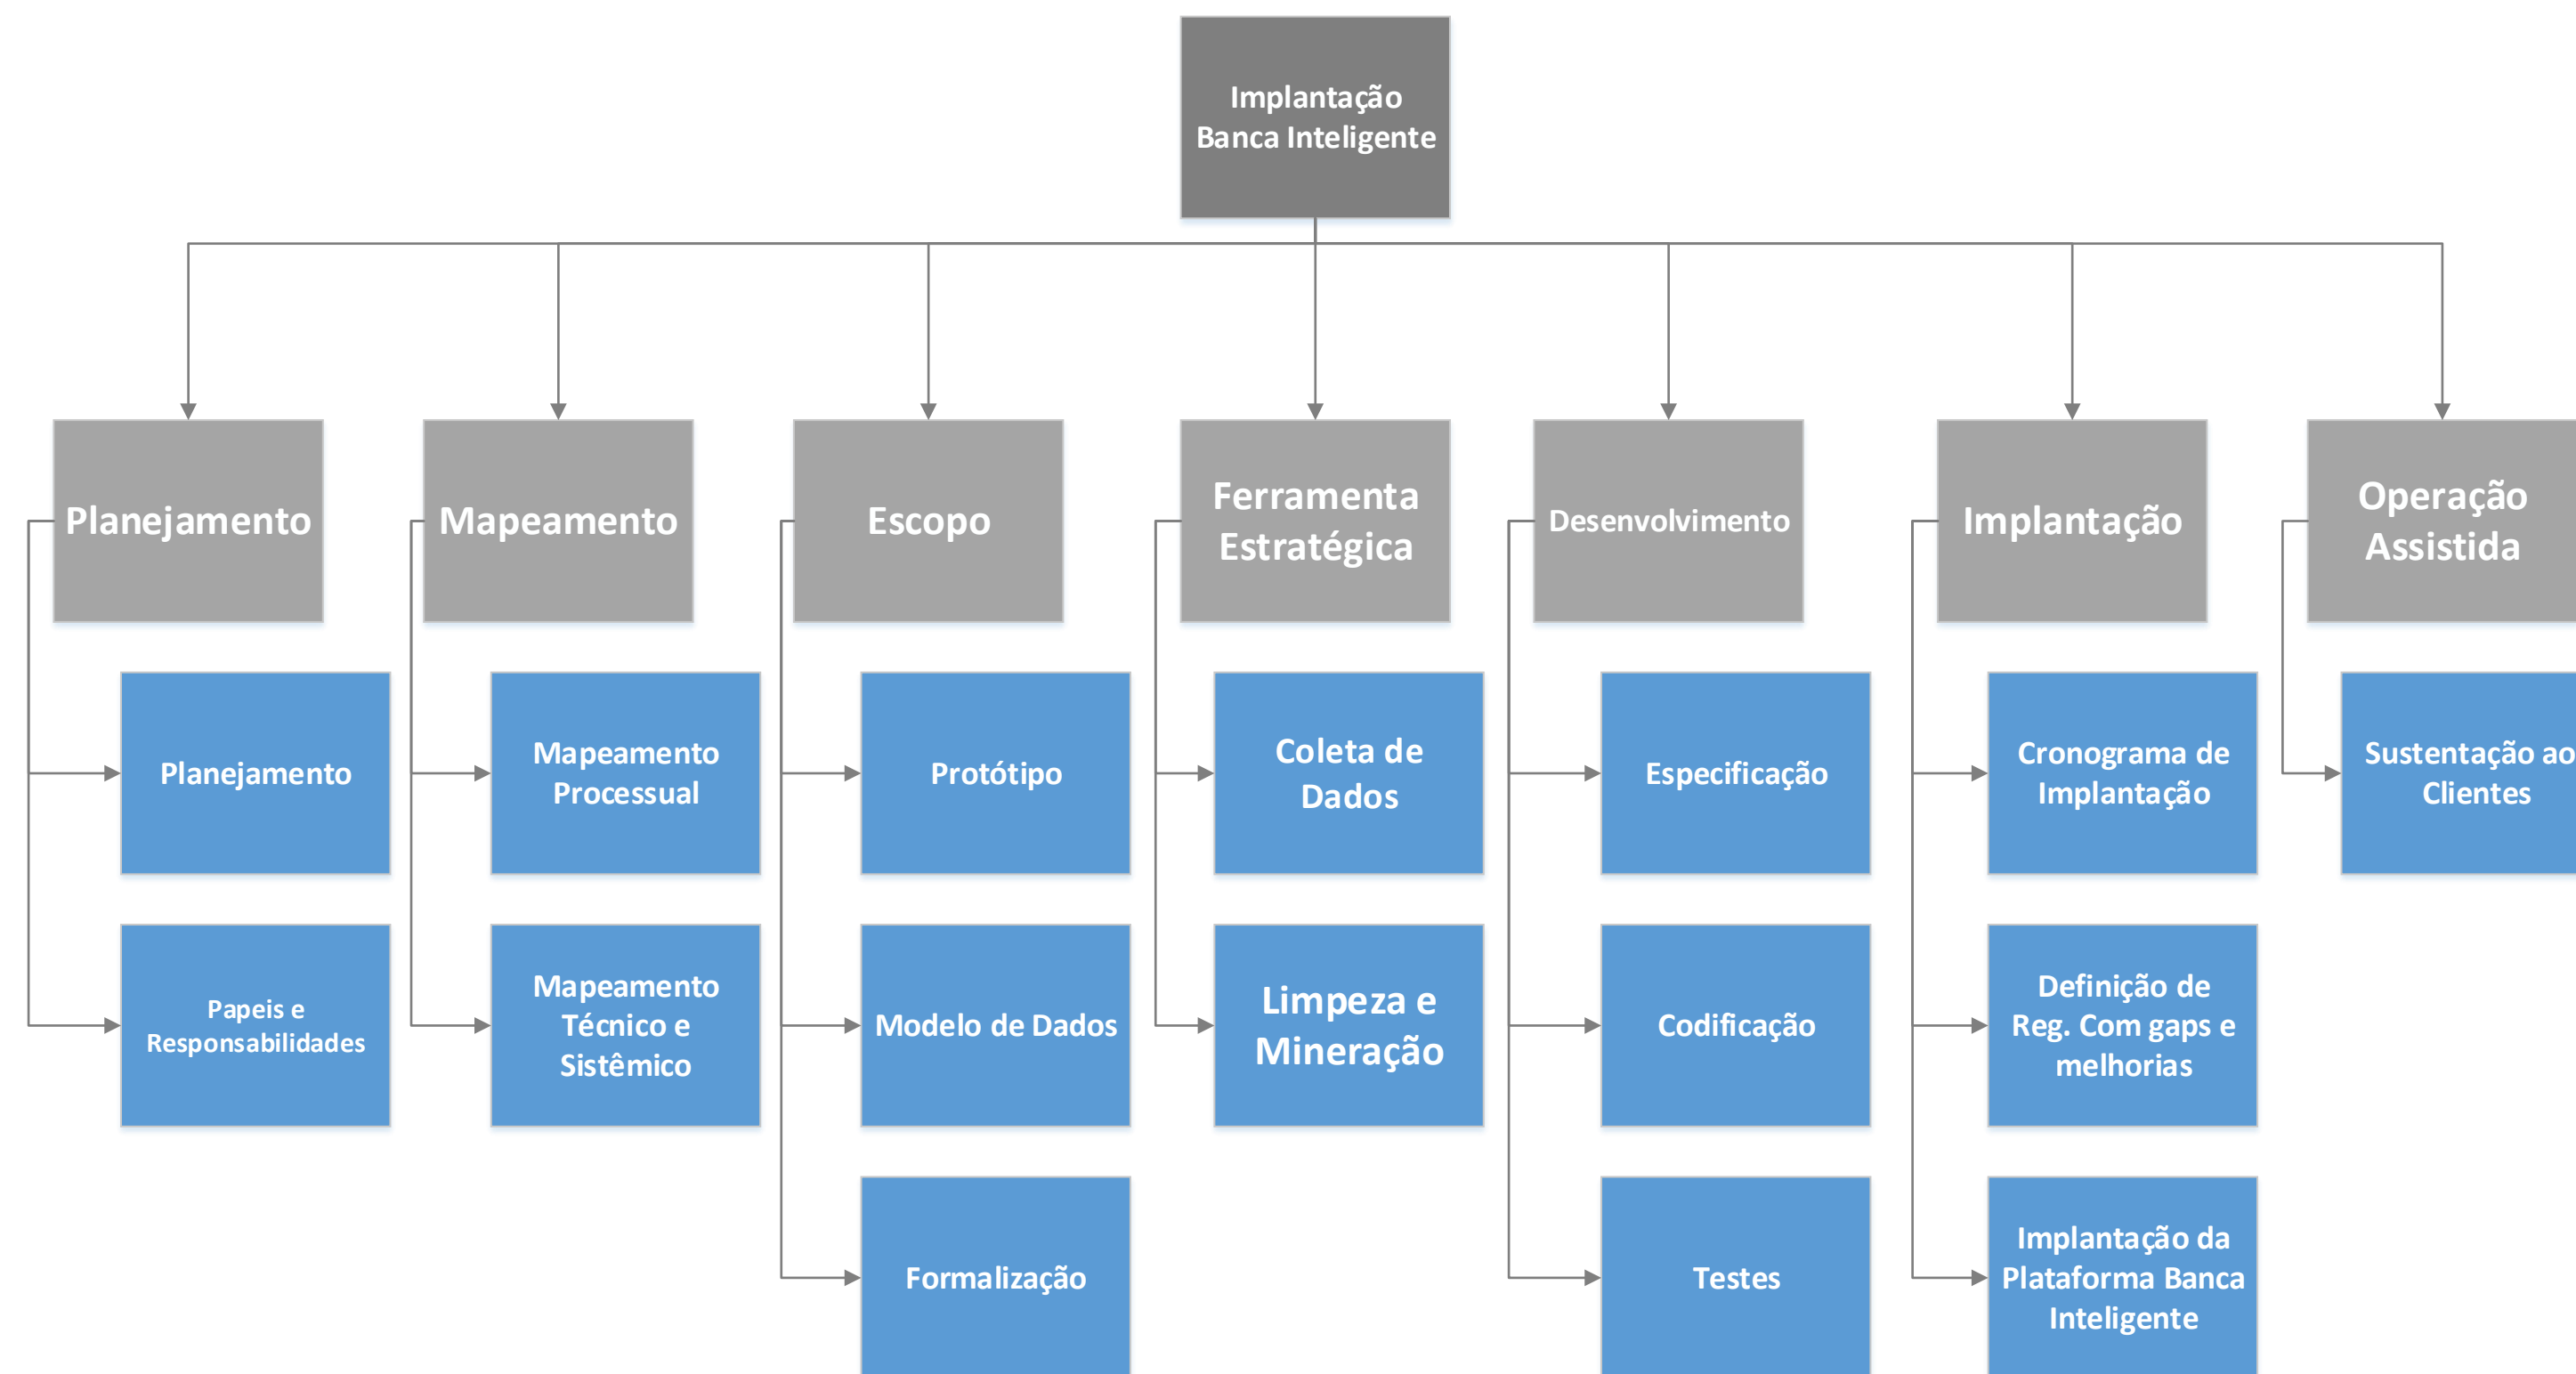 Implantação
Banca Inteligente
Planejamento
Mapeamento
Escopo
Ferramenta
Estratégica
Desenvolvimento
Implantação
Operação
Assistida
Planejamento
Mapeamento
Processual
Protótipo
Coleta de
Dados
Especificação
Cronograma de
Implantação
Sustentação ao
Clientes
Papeis e
Responsabilidades
Mapeamento
Técnico e
Sistêmico
Modelo de Dados
Limpeza e
Mineração
Codificação
Definição de
Reg. Com gaps e
melhorias
Formalização
Testes
Implantação da
Plataforma Banca
Inteligente